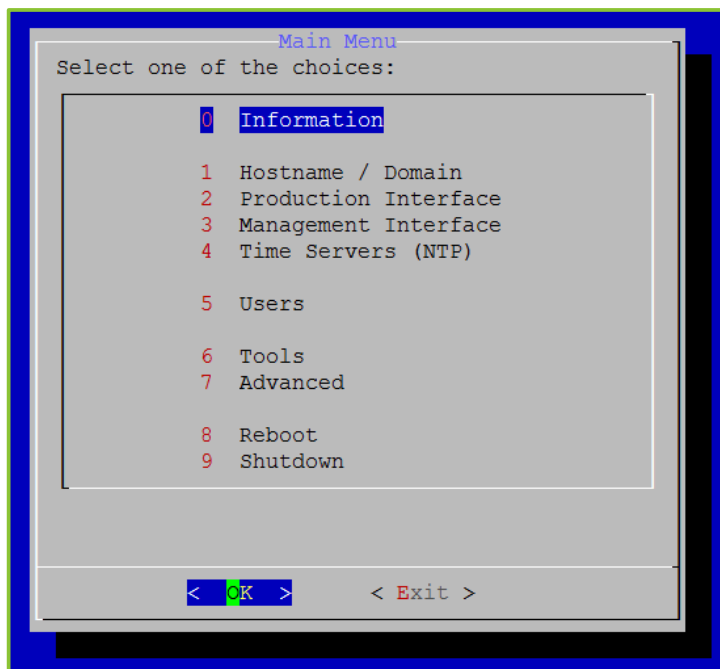 Main Menu
Select one of the choices:
0 Information
1 Hostname / Domain
2 Production Interface
3 Management Interface
4 Time Servers (NTP)
5 Users
6 Tools
7 Advanced
8 Reboot
9 Shutdown
< OK > < Exit >